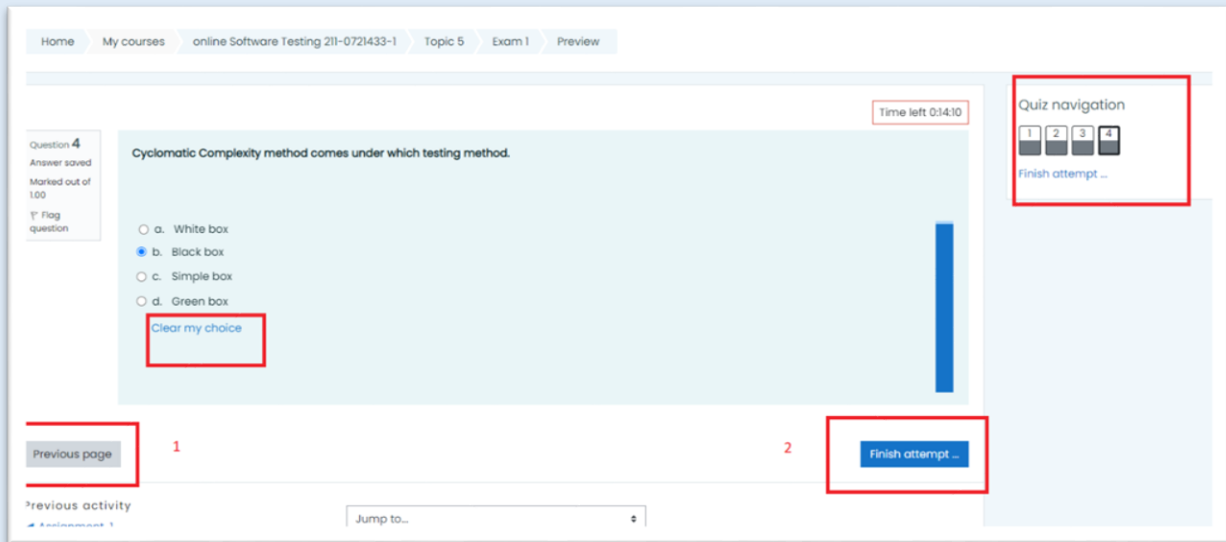 Home My courses online Software Testing 211-0721433-1 Topic 5 Exam 1 Preview
Time left 0:14:10
Question 4
Answer saved
Marked out of
1.00
Flag
question
Cyclomatic Complexity method comes under which testing method.
a. White box
b. Black box
c. Simple box
d. Green box
Clear my choice
Quiz navigation
1 2 3 4
Finish attempt ...
Previous page
1
2
Finish attempt ...
Previous activity
Assignment 1
Jump to...